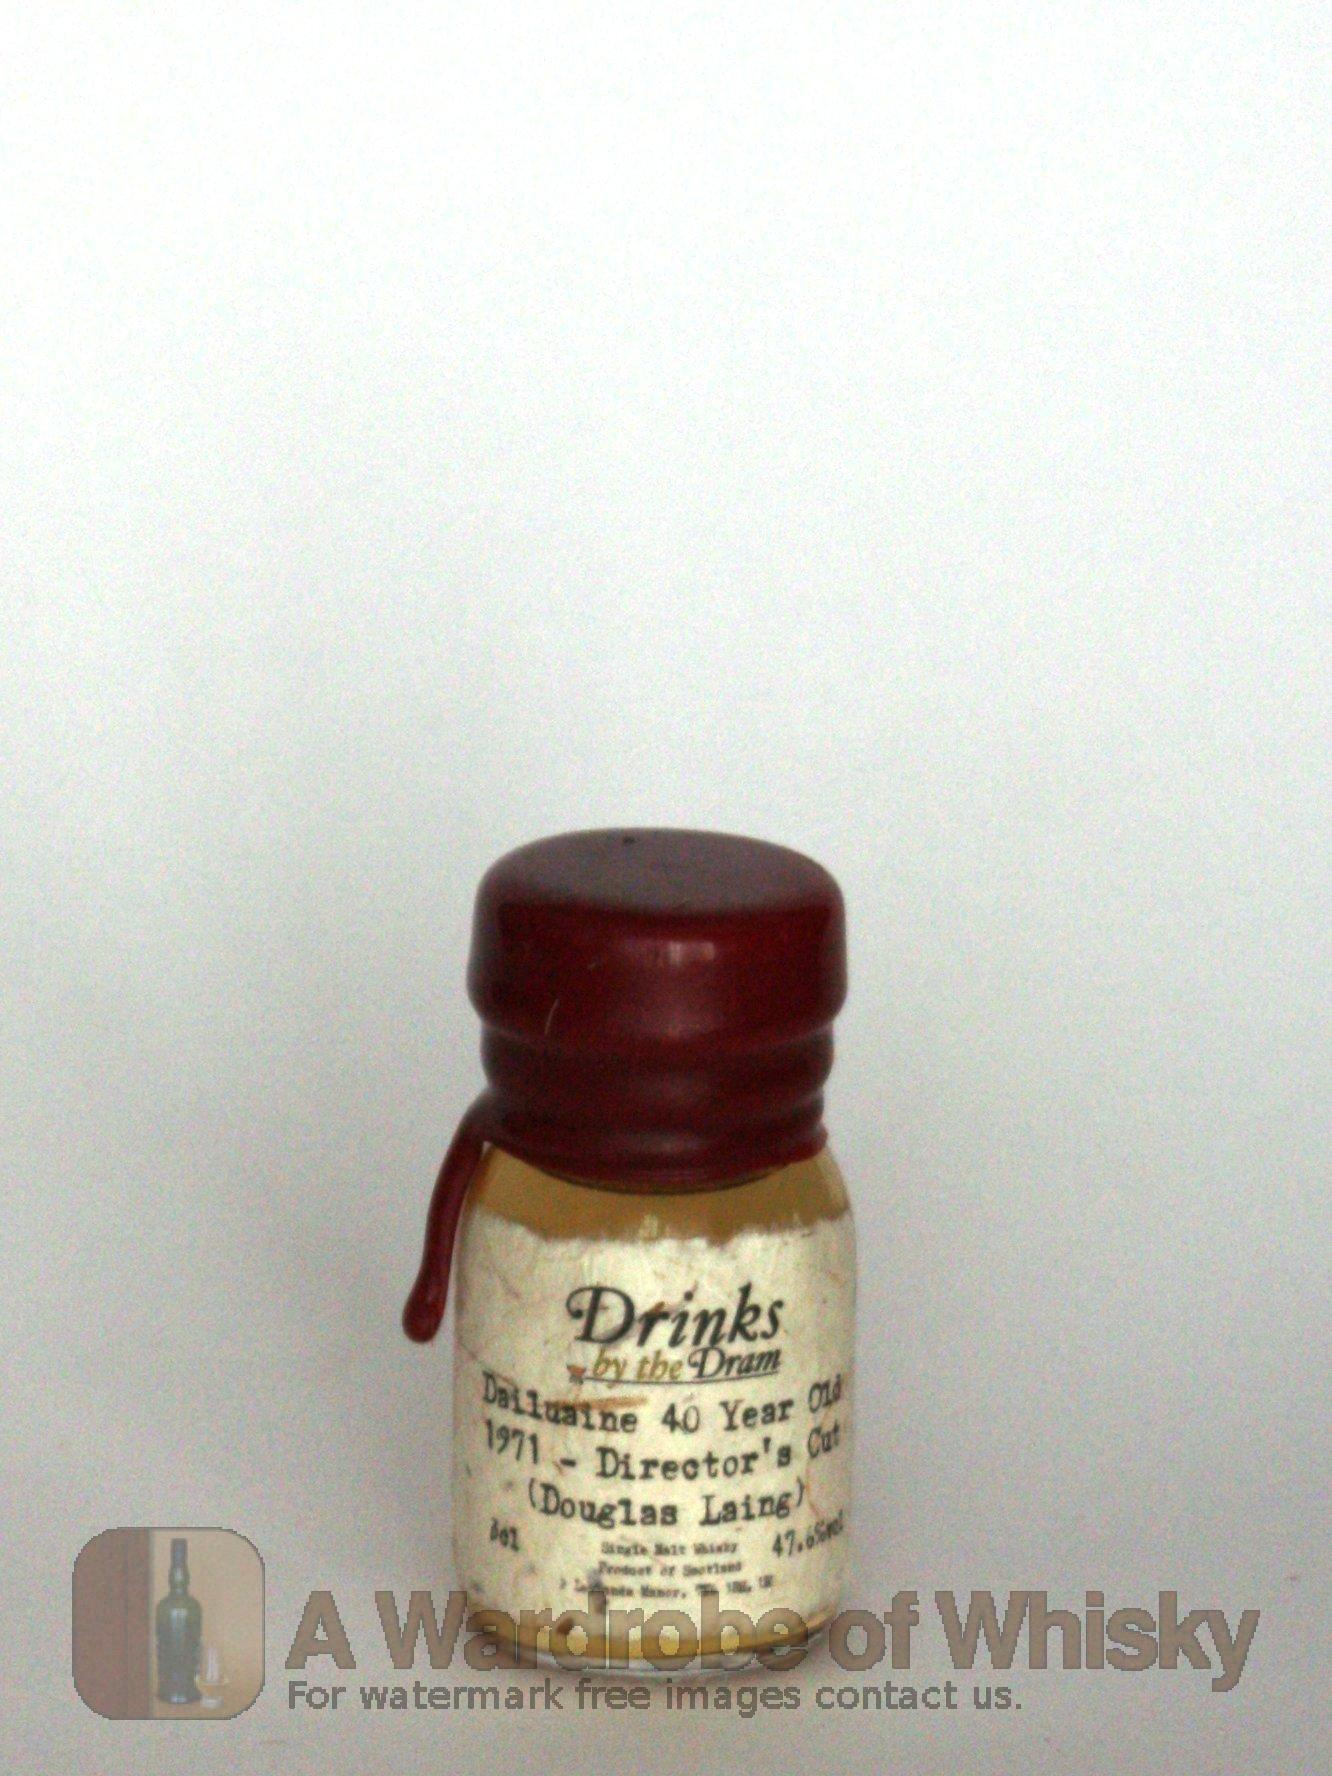 Drinks
by the Dram
Dailuaine 40 Year Old
1971 - Director's Cut
(Douglas Laing)
3cl 47.6%vol
Single Malt Whisky
Product of Scotland
Manor,
A Wardrobe of Whisky
For watermark free images contact us.